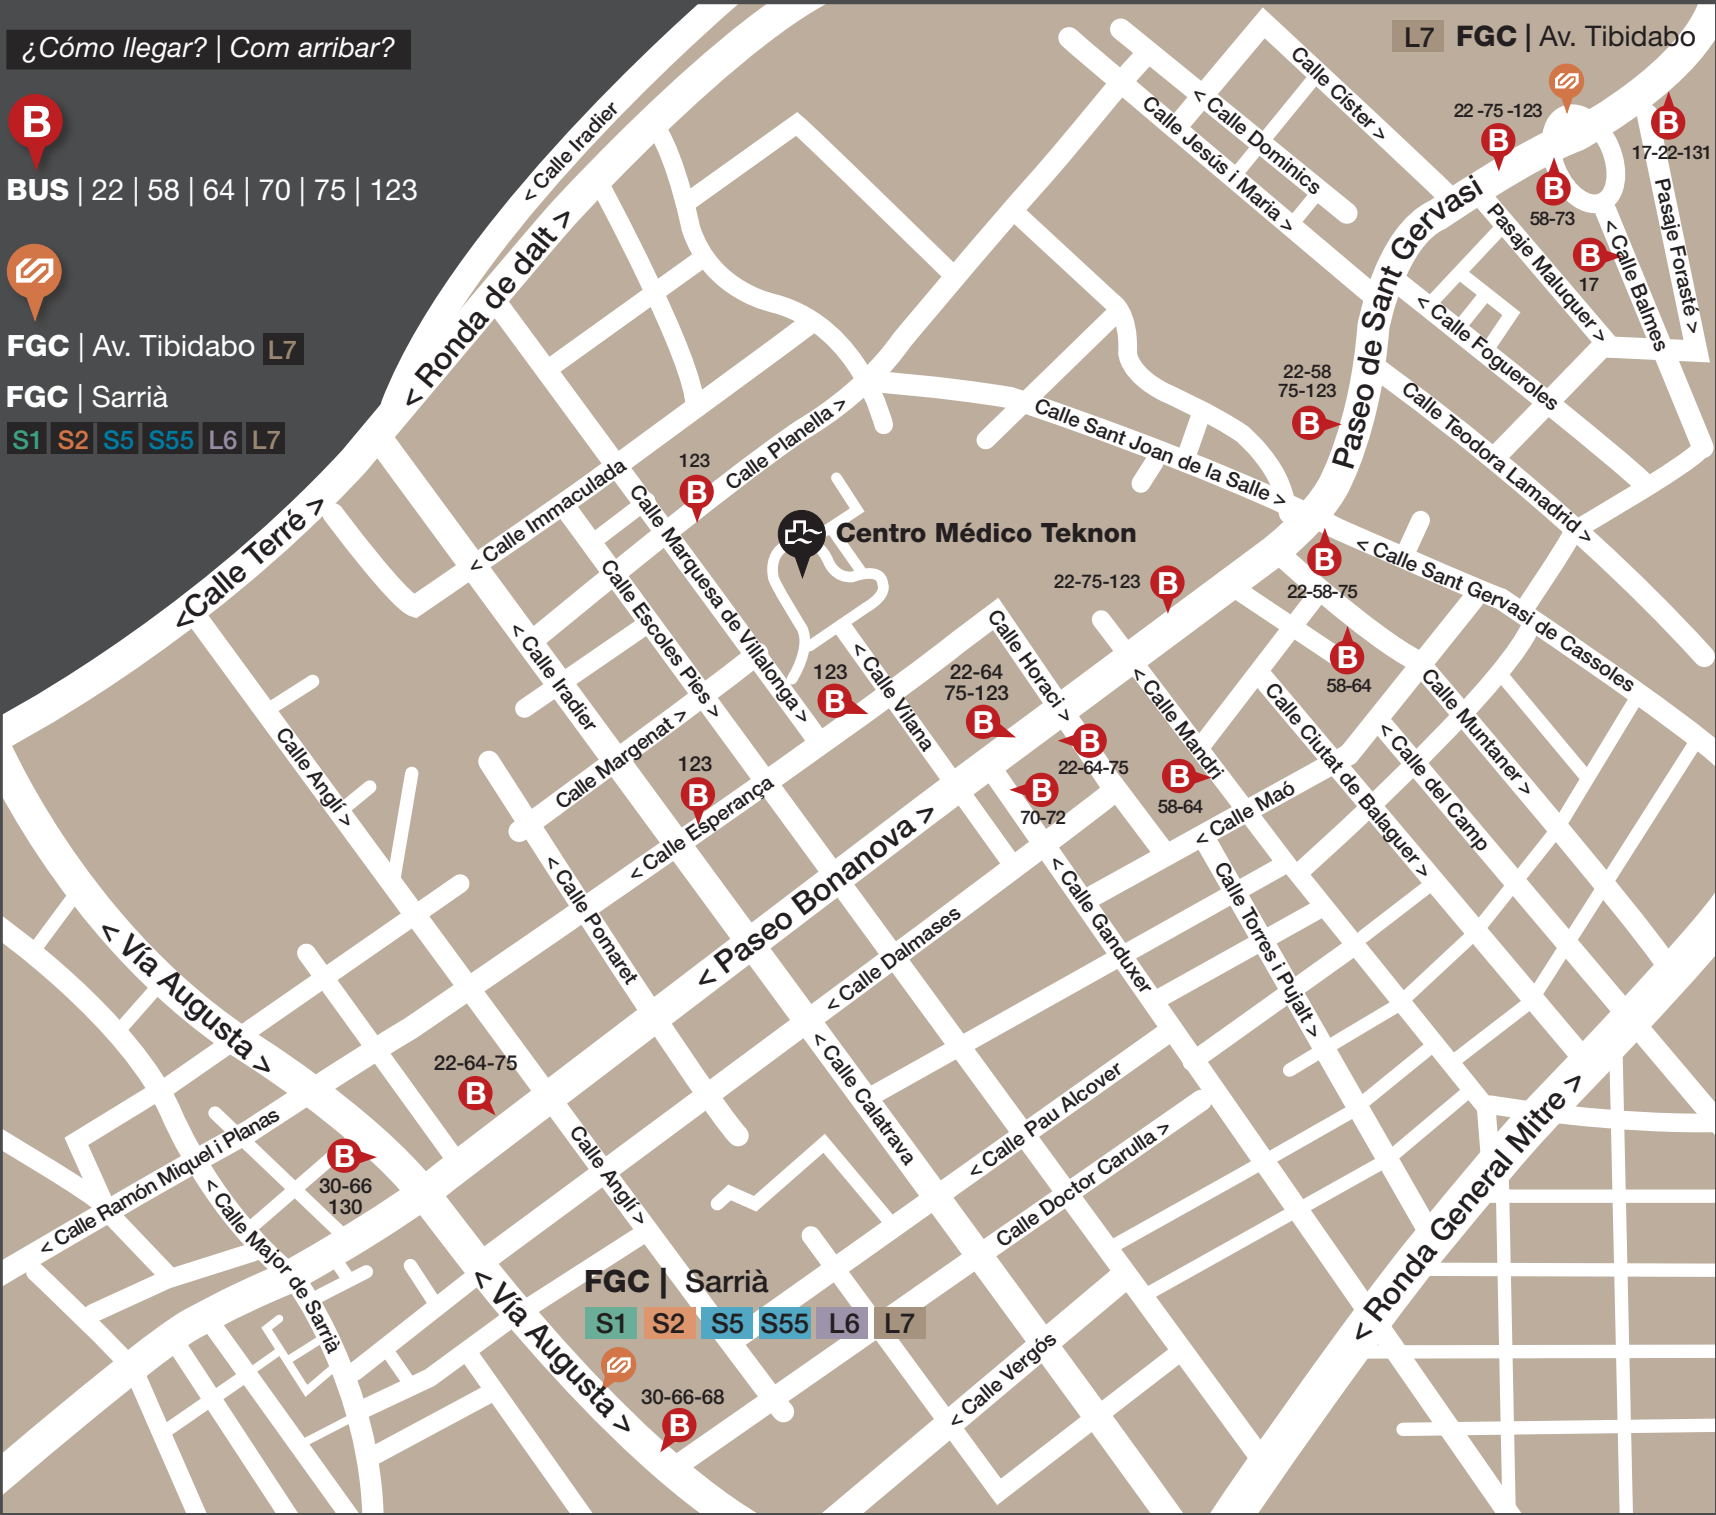 ¿Cómo llegar? | Com arribar?
B
BUS | 22 | 58 | 64 | 70 | 75 | 123
FGC | Av. Tibidabo L7
FGC | Sarrià
S1 S2 S5 S55 L6 L7
L7 FGC | Av. Tibidabo
< Calle Iradier
< Ronda de dalt >
<Calle Terré >
Calle Císter >
< Calle Dominics
Calle Jesús i Maria >
22 -75 -123
B
B
17-22-131
B
58-73
B
17
Pasaje Forasté >
< Calle Balmes
Pasaje Maluquer >
Paseo de Sant Gervasi
< Calle Fogueroles
Calle Teodora Lamadrid >
22-58
75-123
B
Calle Sant Joan de la Salle >
Calle Planella >
123
B
< Calle Immaculada
Calle Marquesa de Villalonga >
Centro Médico Teknon
22-75-123
B
B
22-58-75
< Calle Sant Gervasi de Cassoles
B
58-64
Calle Escoles Pies >
< Calle Iradier
123
B
< Calle Vilana
Calle Horaci >
22-64
75-123
B
B
22-64-75
B
70-72
< Calle Mandri
B
58-64
Calle Muntaner >
Calle Ciutat de Balaguer >
< Calle del Camp
< Calle Maó
Calle Anglí >
Calle Margenat >
123
B
< Calle Esperança
< Paseo Bonanova >
< Calle Pomaret
< Calle Dalmases
< Calle Ganduxer
Calle Torres i Pujalt >
< Vía Augusta >
22-64-75
B
< Calle Calatrava
< Calle Pau Alcover
Calle Doctor Carulla >
< Ronda General Mitre >
< Calle Ramón Miquel i Planas
B
30-66
130
< Calle Major de Sarrià
Calle Anglí >
FGC | Sarrià
S1 S2 S5 S55 L6 L7
< Vía Augusta >
30-66-68
B
< Calle Vergós